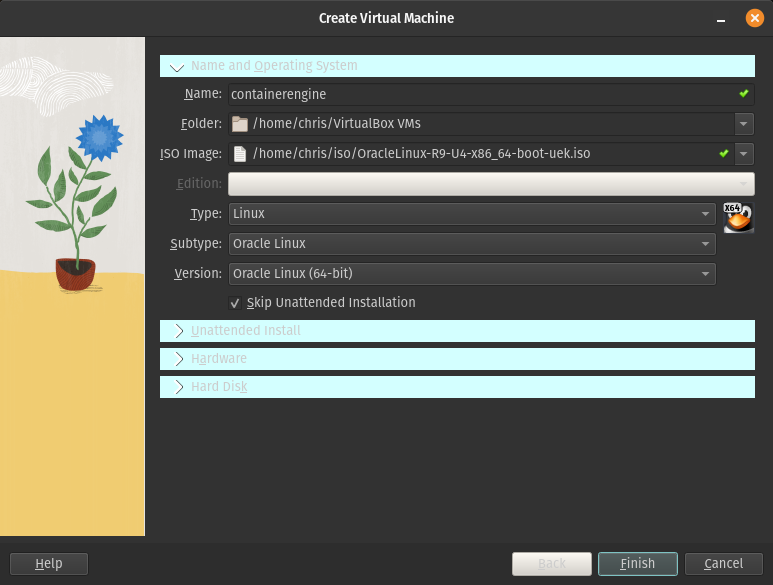 Create Virtual Machine
Name and Operating System
Name: containerengine
Folder: /home/chris/VirtualBox VMs
ISO Image: /home/chris/iso/OracleLinux-R9-U4-x86_64-boot-uek.iso
Edition:
Type: Linux
X64
Subtype: Oracle Linux
Version: Oracle Linux (64-bit)
Skip Unattended Installation
Unattended Install
Hardware
Hard Disk
Help Back Finish Cancel